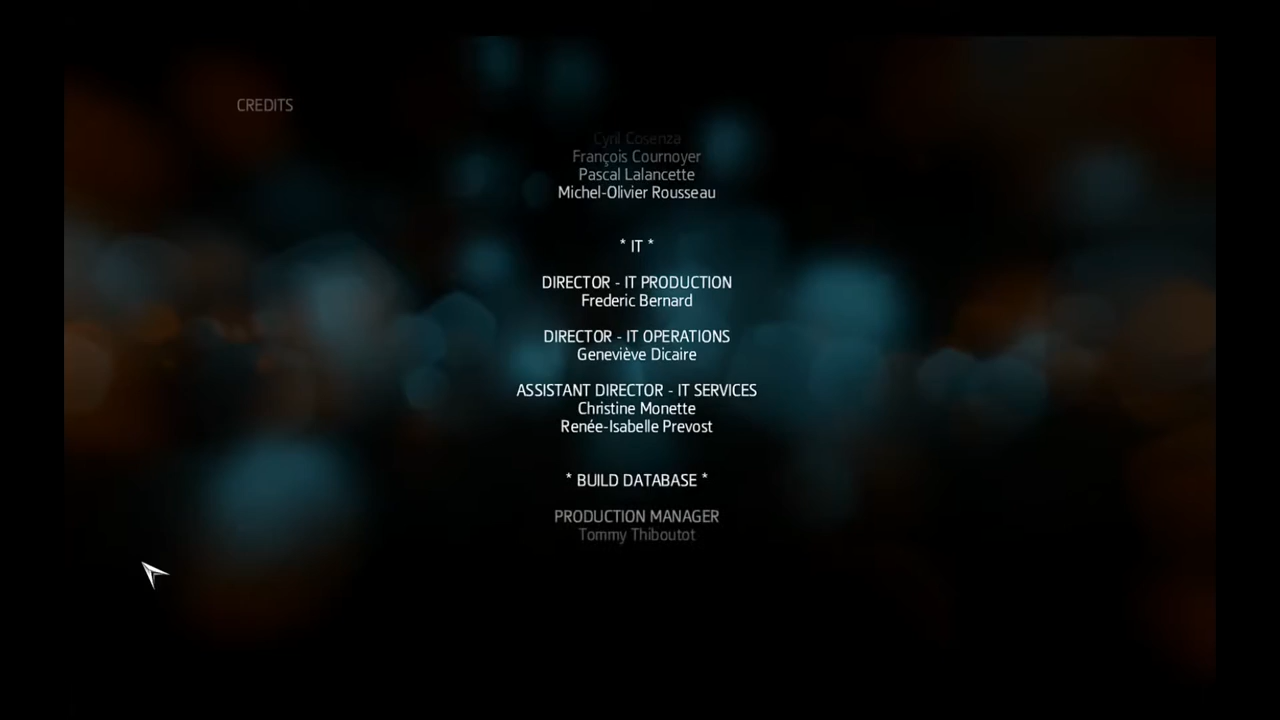 CREDITS
Cyril Cosenza
François Cournoyer
Pascal Lalancette
Michel-Olivier Rousseau
* IT *
DIRECTOR - IT PRODUCTION
Frederic Bernard
DIRECTOR - IT OPERATIONS
Geneviève Dicaire
ASSISTANT DIRECTOR - IT SERVICES
Christine Monette
Renée-Isabelle Prevost
* BUILD DATABASE *
PRODUCTION MANAGER
Tommy Thiboutot